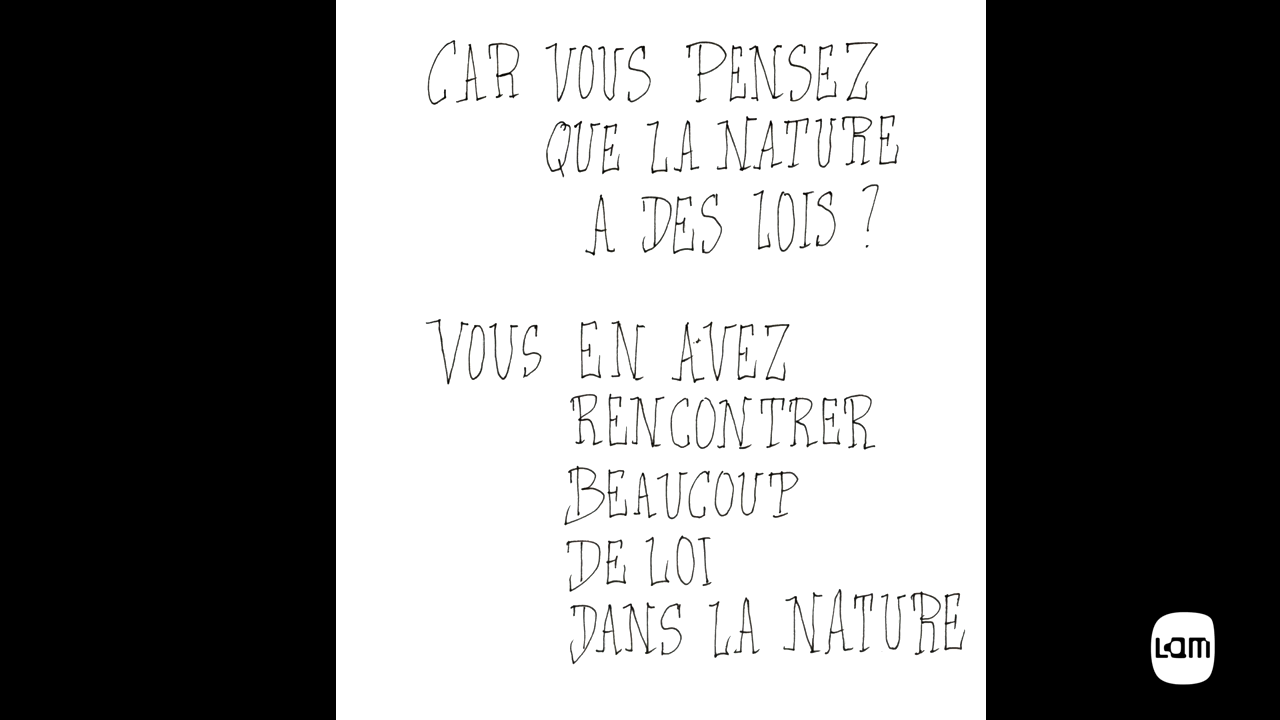 CAR VOUS PENSEZ
QUE LA NATURE
A DES LOIS ?
VOUS EN AVEZ
RENCONTRER
BEAUCOUP
DE LOI
DANS LA NATURE
LaM